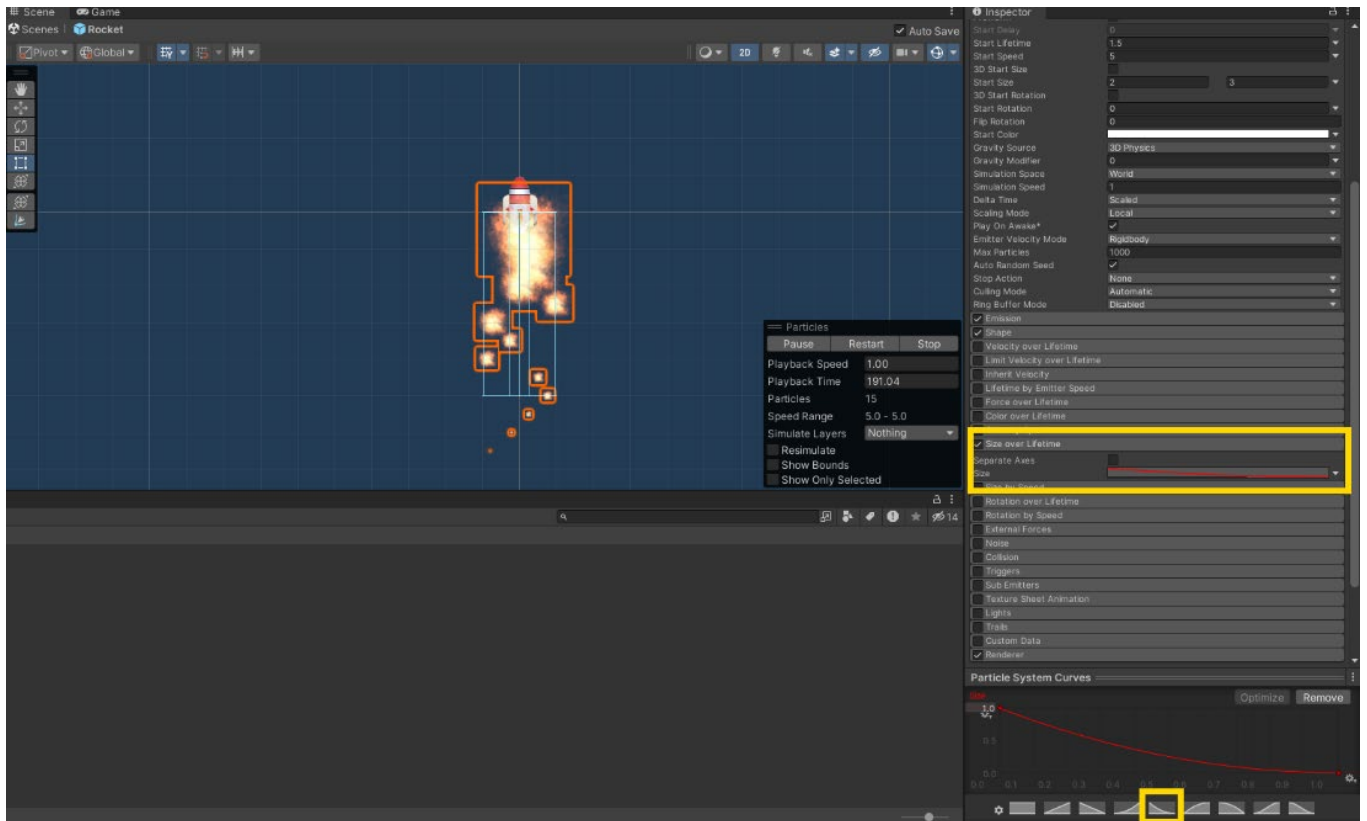 Scene Game
Scenes Rocket Auto Save
Pivot Global 2D
Particles
Pause Restart Stop
Playback Speed 1.00
Playback Time 191.04
Particles 15
Speed Range 5.0 - 5.0
Simulate Layers Nothing
Resimulate
Show Bounds
Show Only Selected
14
Inspector
Start Delay 0
Start Lifetime 1.5
Start Speed 5
3D Start Size
Start Size 2 3
3D Start Rotation
Start Rotation 0
Flip Rotation 0
Start Color
Gravity Source 3D Physics
Gravity Modifier 0
Simulation Space World
Simulation Speed 1
Delta Time Scaled
Scaling Mode Local
Play On Awake*
Emitter Velocity Mode Rigidbody
Max Particles 1000
Auto Random Seed
Stop Action None
Culling Mode Automatic
Ring Buffer Mode Disabled
Emission
Shape
Velocity over Lifetime
Limit Velocity over Lifetime
Inherit Velocity
Lifetime by Emitter Speed
Force over Lifetime
Color over Lifetime
Size over Lifetime
Separate Axes
Size
Size by Speed
Rotation over Lifetime
Rotation by Speed
External Forces
Noise
Collision
Triggers
Sub Emitters
Texture Sheet Animation
Lights
Trails
Custom Data
Renderer
Particle System Curves
Size Optimize Remove
1.0
0.5
0.0
0.0 0.1 0.2 0.3 0.4 0.5 0.6 0.7 0.8 0.9 1.0